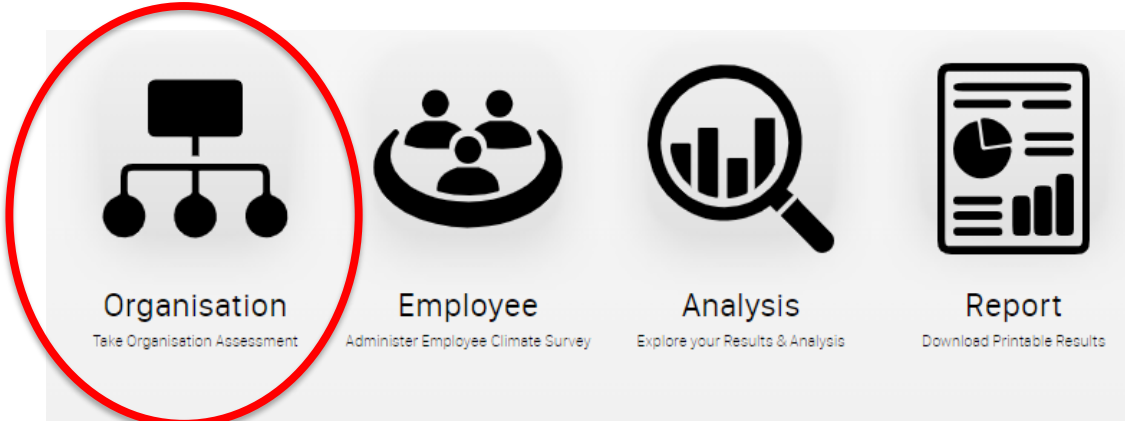 Organisation
Take Organisation Assessment
Employee
Administer Employee Climate Survey
Analysis
Explore your Results & Analysis
Report
Download Printable Results